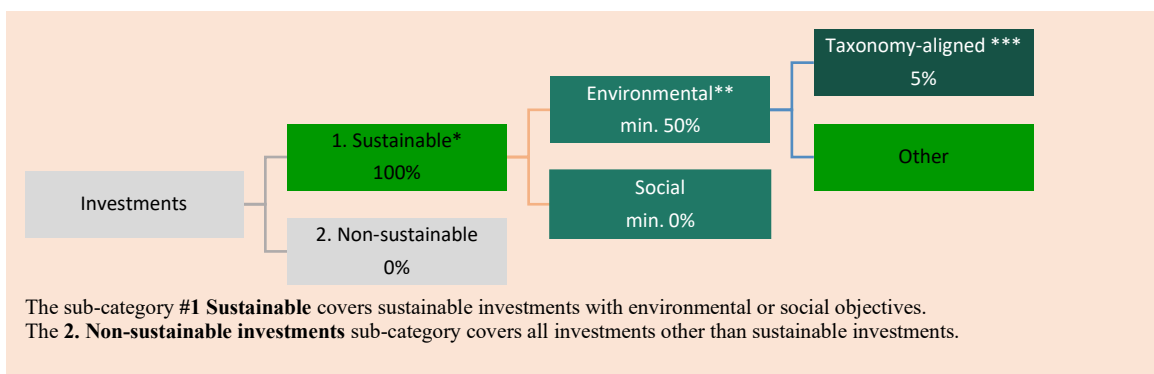 Taxonomy-aligned ***
5%
Environmental**
min. 50%
1. Sustainable*
100%
Other
Social
min. 0%
Investments
2. Non-sustainable
0%
The sub-category #1 Sustainable covers sustainable investments with environmental or social objectives.
The 2. Non-sustainable investments sub-category covers all investments other than sustainable investments.